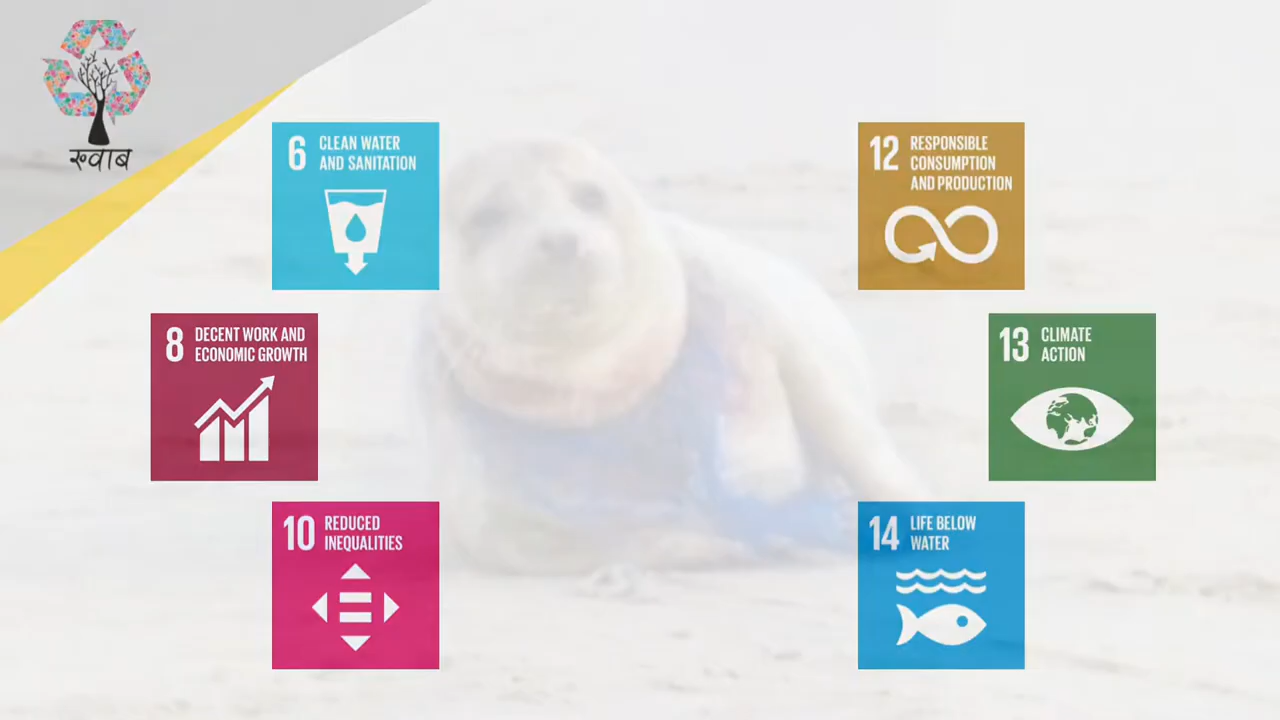 ख्वाब
6 CLEAN WATER
AND SANITATION
12 RESPONSIBLE
CONSUMPTION
AND PRODUCTION
8 DECENT WORK AND
ECONOMIC GROWTH
13 CLIMATE
ACTION
10 REDUCED
INEQUALITIES
14 LIFE BELOW
WATER